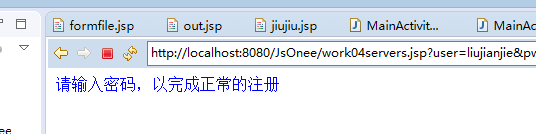 formfile.jsp out.jsp jiujiu.jsp MainActivit... MainAc
http://localhost:8080/JsOnee/work04servers.jsp?user=liujianjie&pw
请输入密码，以完成正常的注册
ee